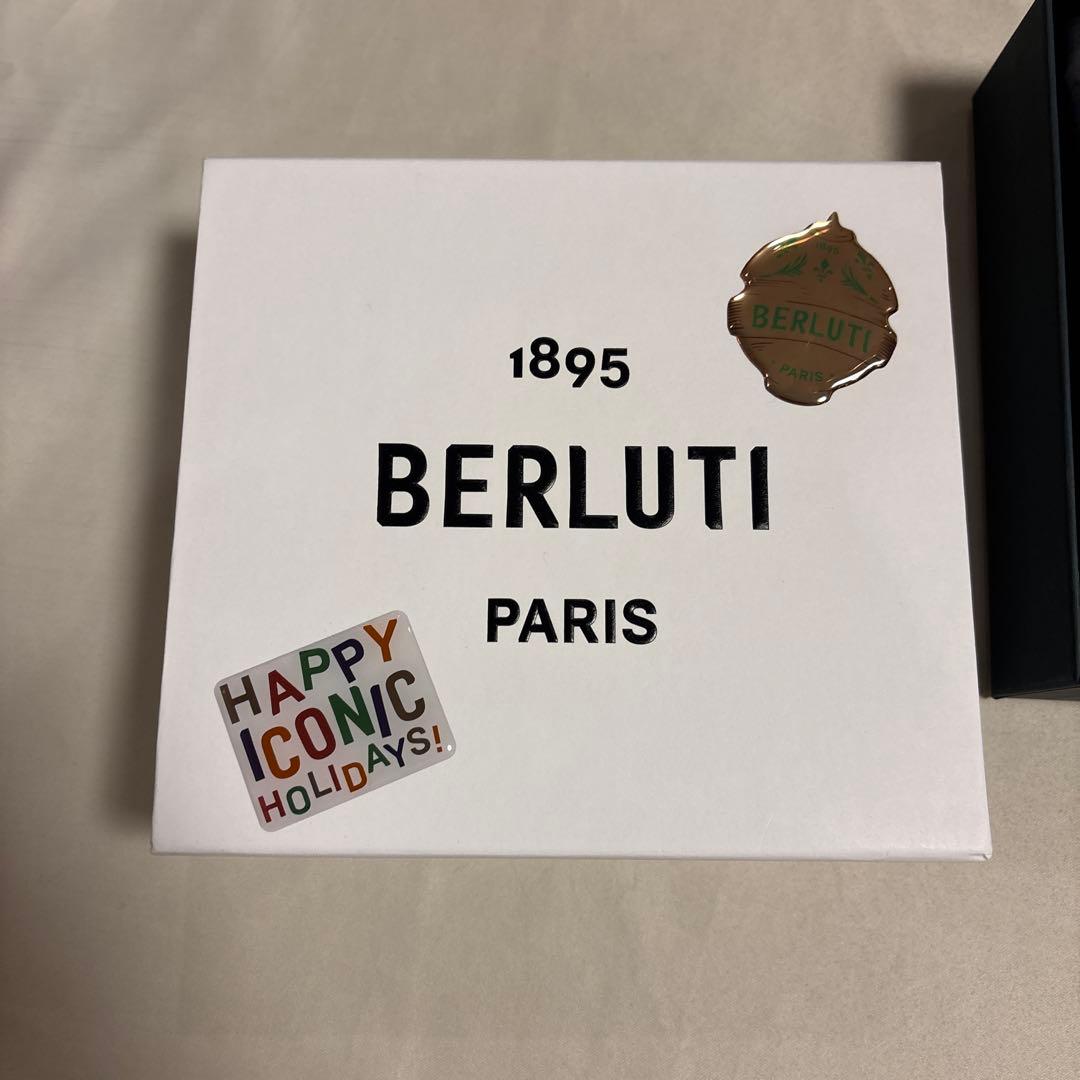 1895
BERLUTI
PARIS
1895
BERLUTI
PARIS
HAPPY
ICONIC
HOLIDAYS!